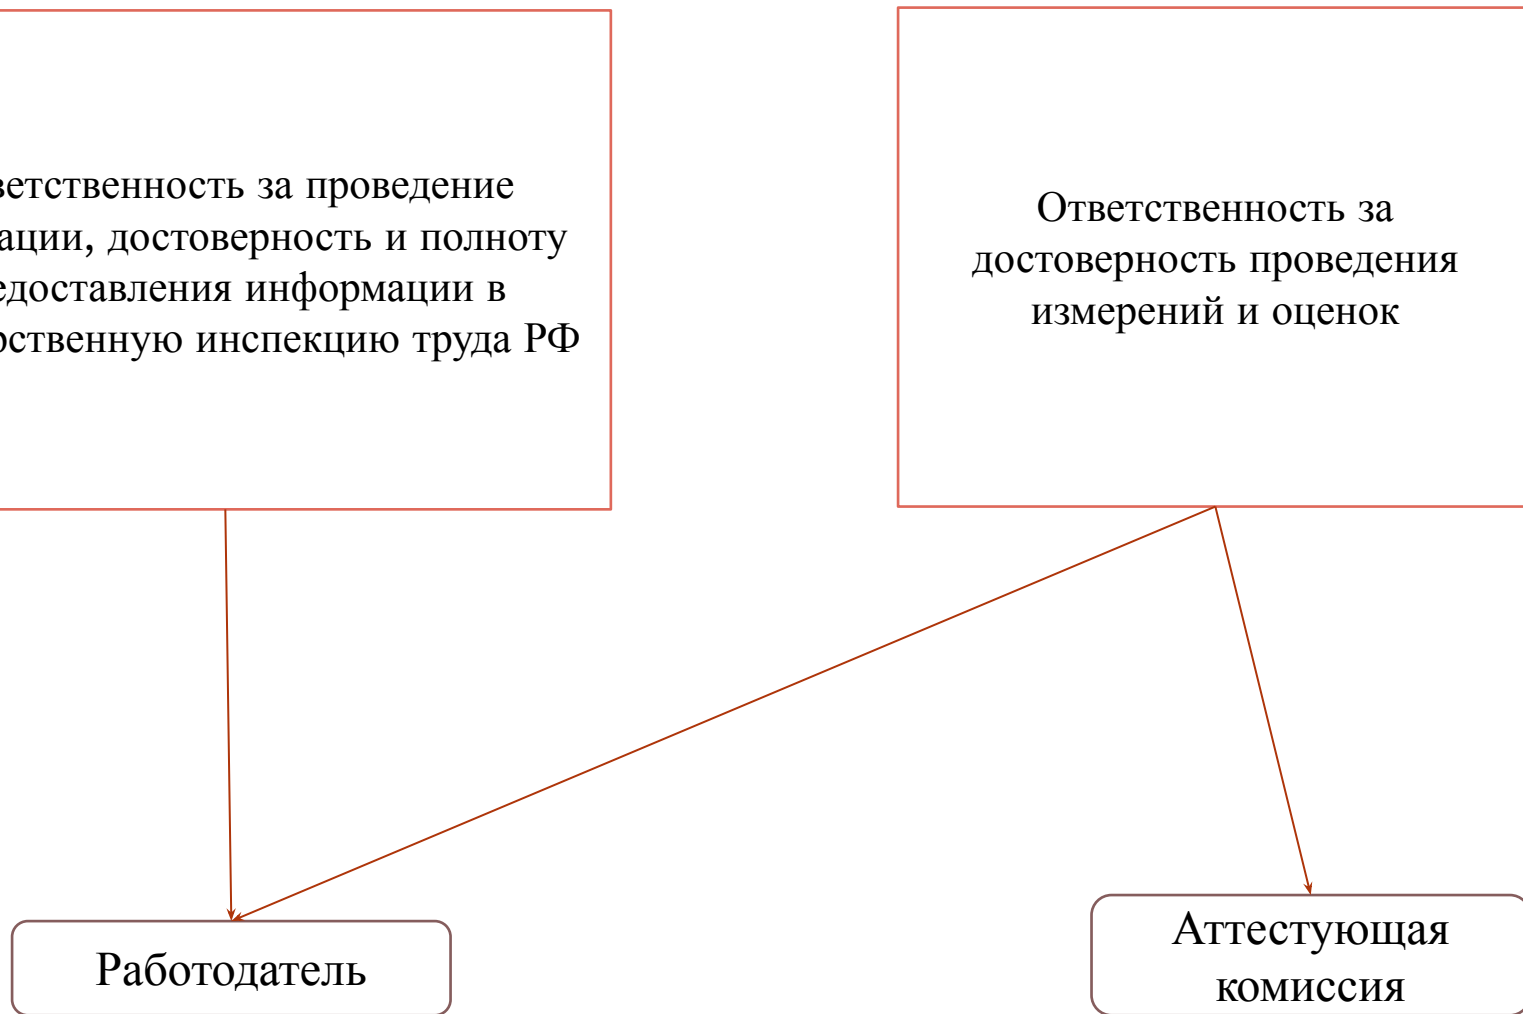 ветственность за проведение
ации, достоверность и полноту
едоставления информации в
рственную инспекцию труда РФ
Ответственность за
достоверность проведения
измерений и оценок
Работодатель
Аттестующая
комиссия